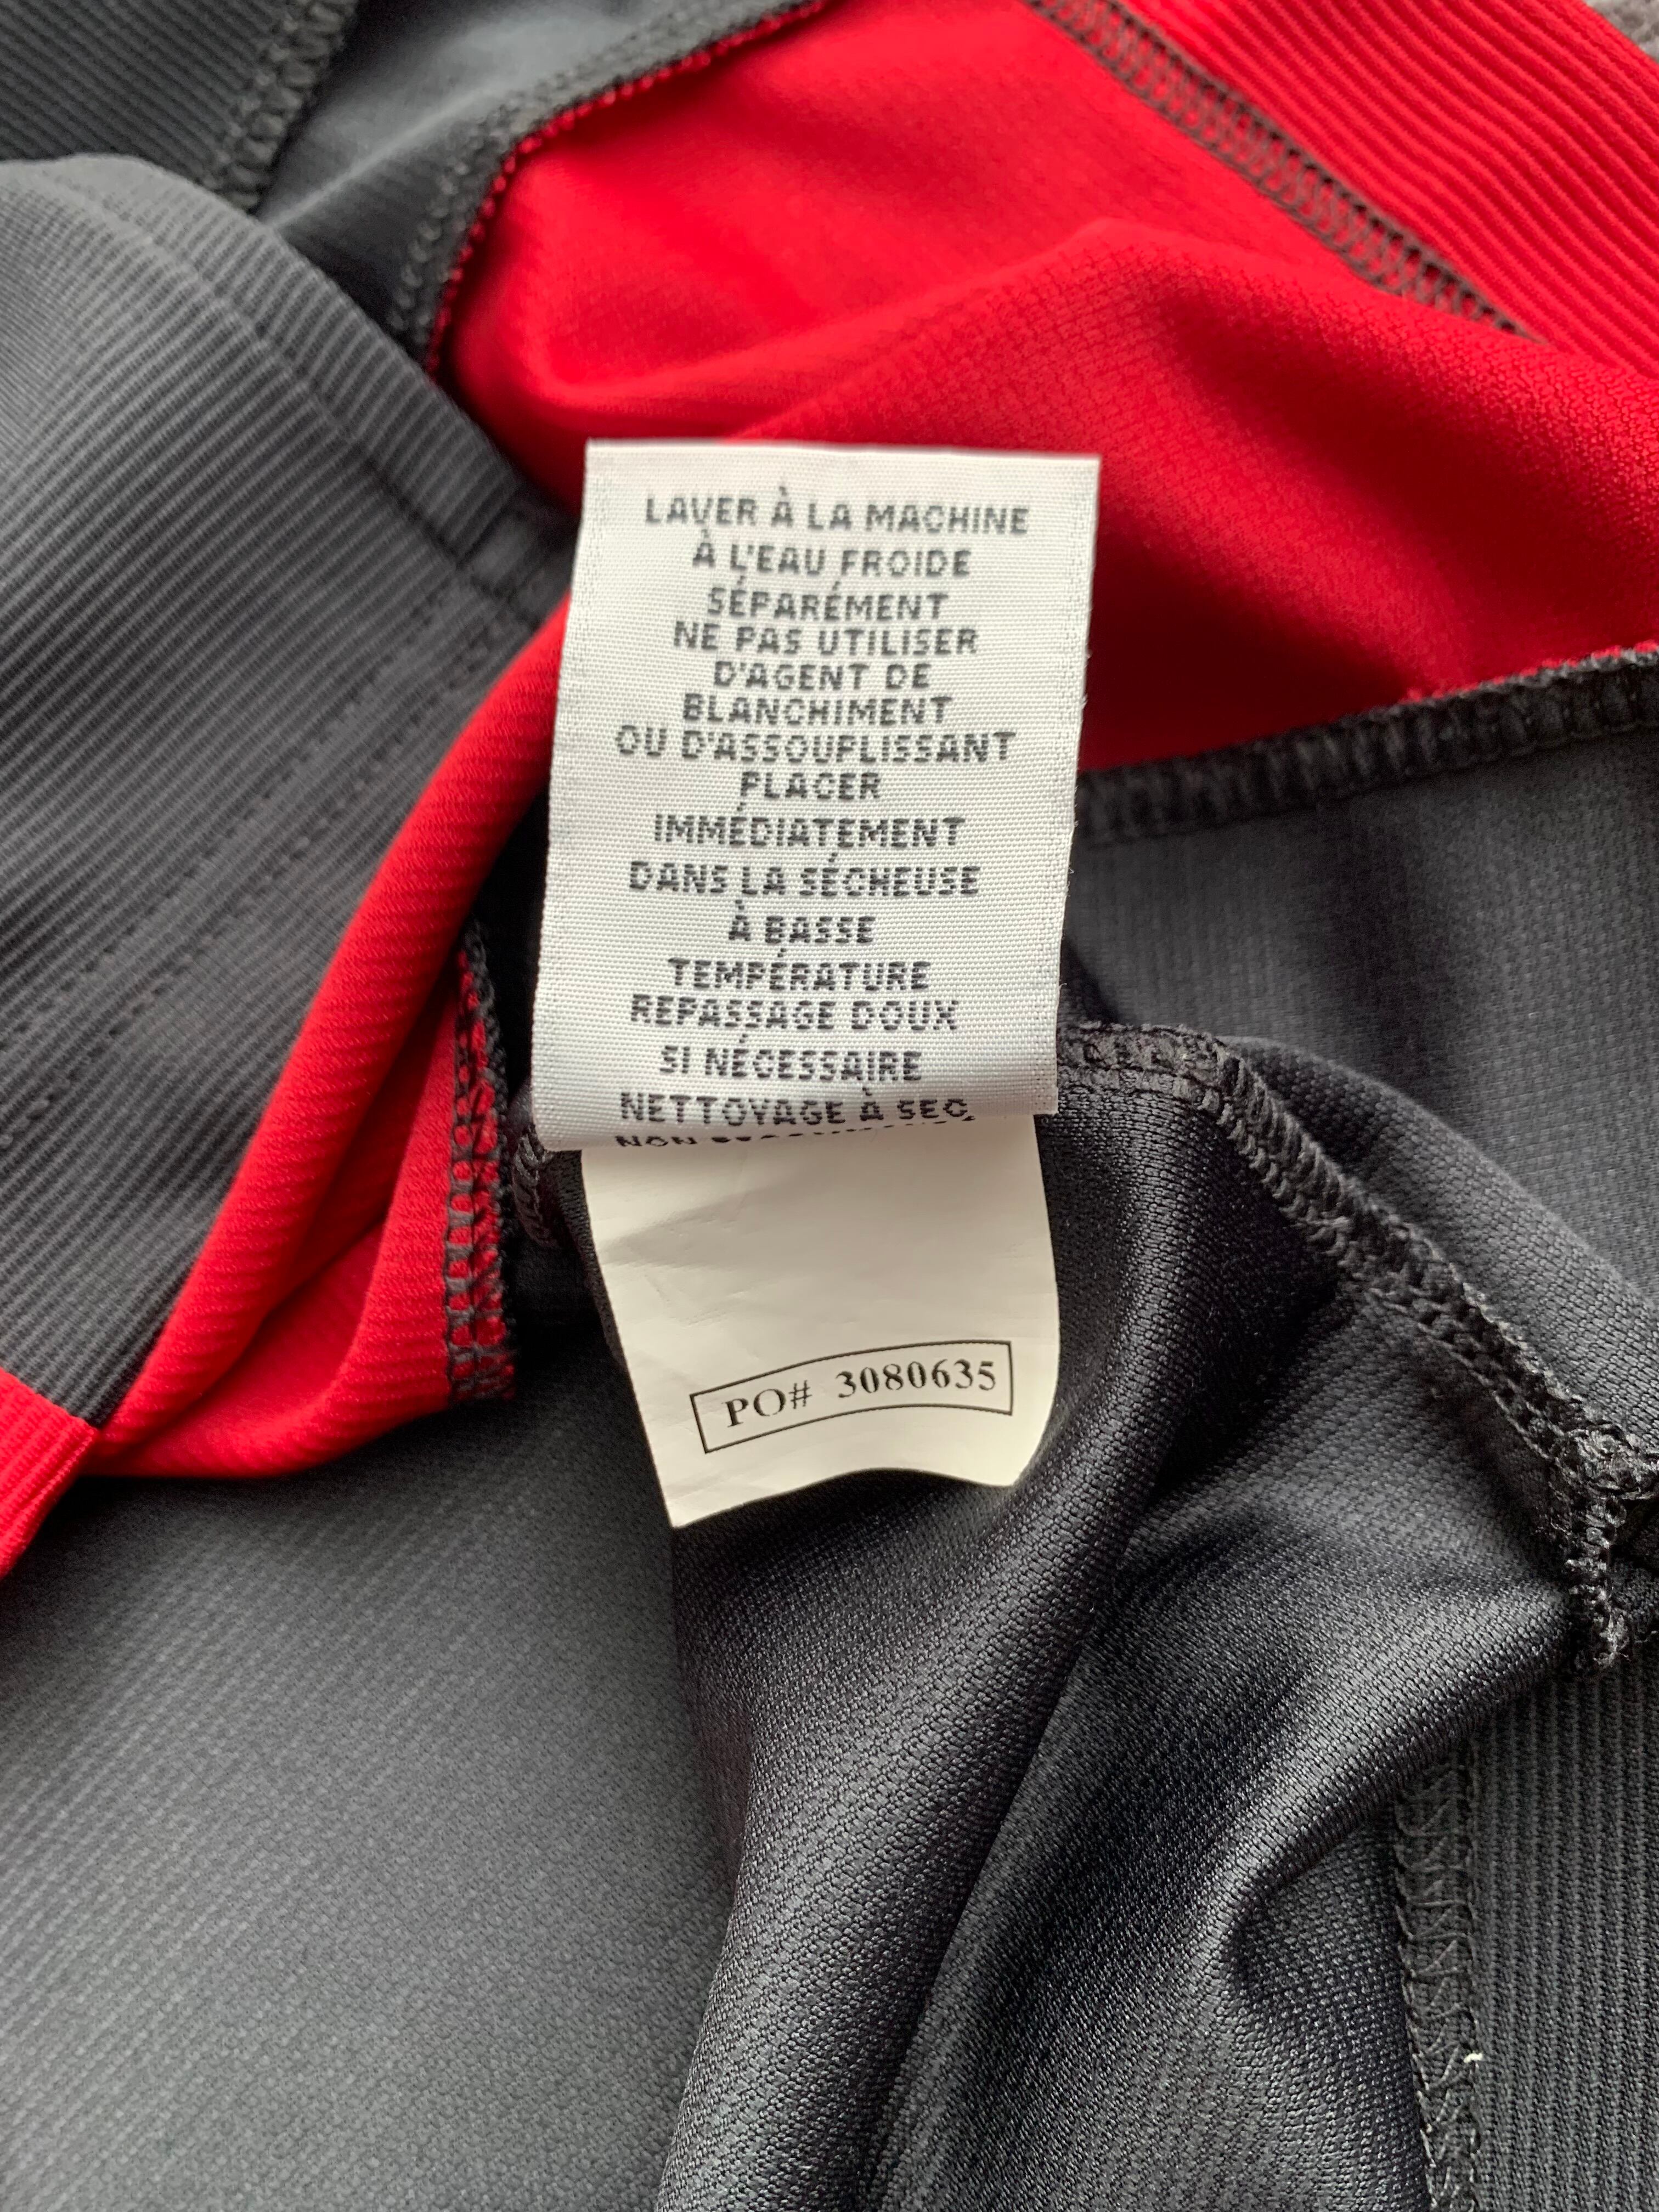 LAVER À LA MACHINE
À L'EAU FROIDE
SÉPARÉMENT
NE PAS UTILISER
D'AGENT DE
BLANCHIMENT
OU D'ASSOUPLISSANT
PLACER
IMMÉDIATEMENT
DANS LA SÉCHEUSE
À BASSE
TEMPÉRATURE
REPASSAGE DOUX
SI NÉCESSAIRE
NETTOYAGE À SEC
NON
PO# 3080635